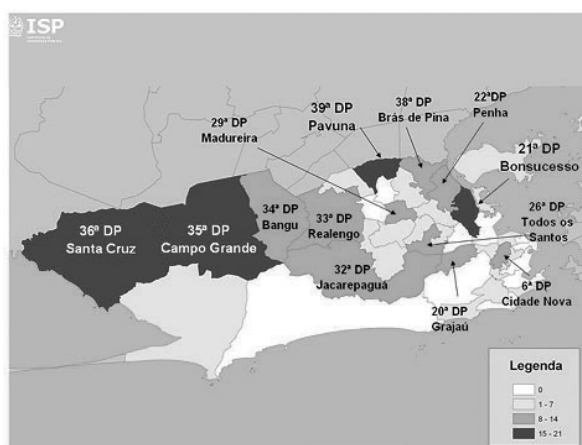 ISP
39ª DP
Pavuna
38ª DP
Brás de Pina
22ªDP
Penha
29ª DP
Madureira
21ª DP
Bonsucesso
26ª DP
Todos os
Santos
34ª DP
Bangu
33ª DP
Realengo
36ª DP
Santa Cruz
35ª DP
Campo Grande
32ª DP
Jacarepaguá
20ª DP
Grajaú
6ª DP
Cidade Nova
Legenda
0
1 - 7
8 - 14
15 - 21